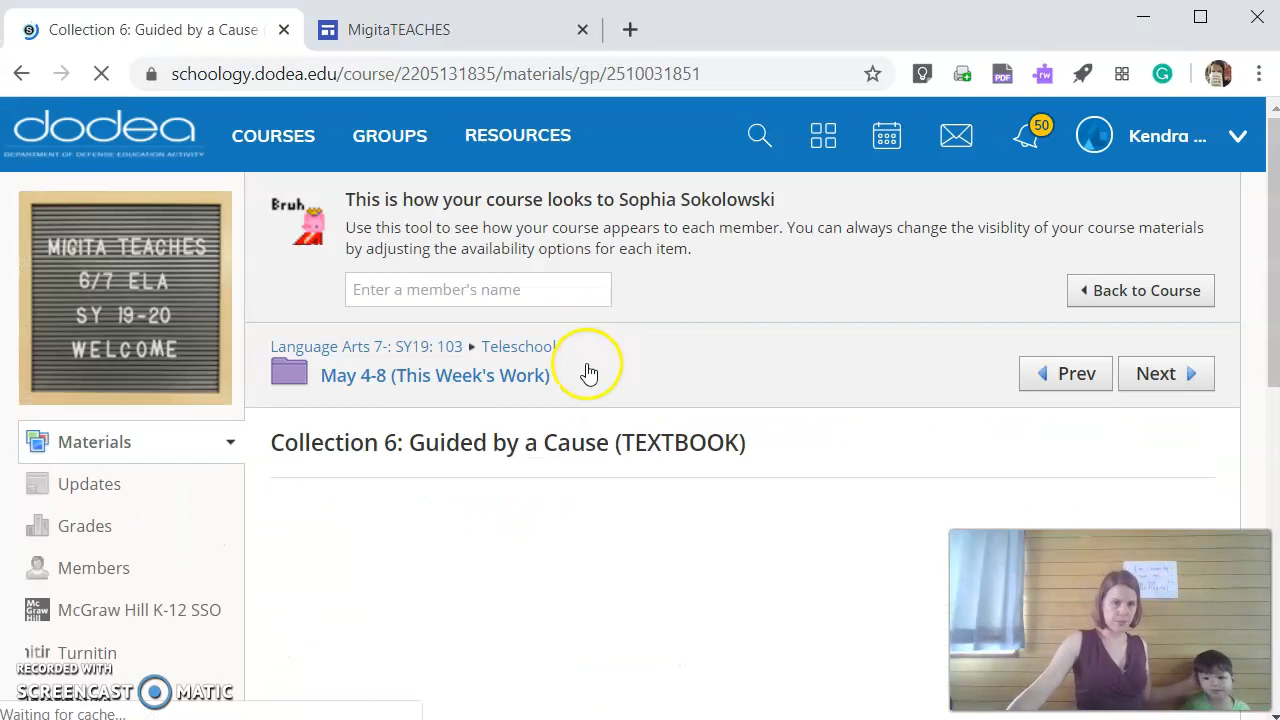 Collection 6: Guided by a Cause
MigitaTEACHES
schoology.dodea.edu/course/2205131835/materials/gp/2510031851
PDF
rw
dodea
DEPARTMENT OF DEFENSE EDUCATION ACTIVITY
COURSES
GROUPS
RESOURCES
50
Kendra ...
MIGITA TEACHES
6/7 ELA
SY 19-20
WELCOME
Bruh
This is how your course looks to Sophia Sokolowski
Use this tool to see how your course appears to each member. You can always change the visiblity of your course materials
by adjusting the availability options for each item.
Enter a member's name
Back to Course
Language Arts 7-: SY19: 103
Teleschool
May 4-8 (This Week's Work)
Prev
Next
Materials
Collection 6: Guided by a Cause (TEXTBOOK)
Updates
Grades
Members
Mc
Graw
Hill
McGraw Hill K-12 SSO
Turnitin
RECORDED WITH
SCREENCAST MATIC
Waiting for cache...